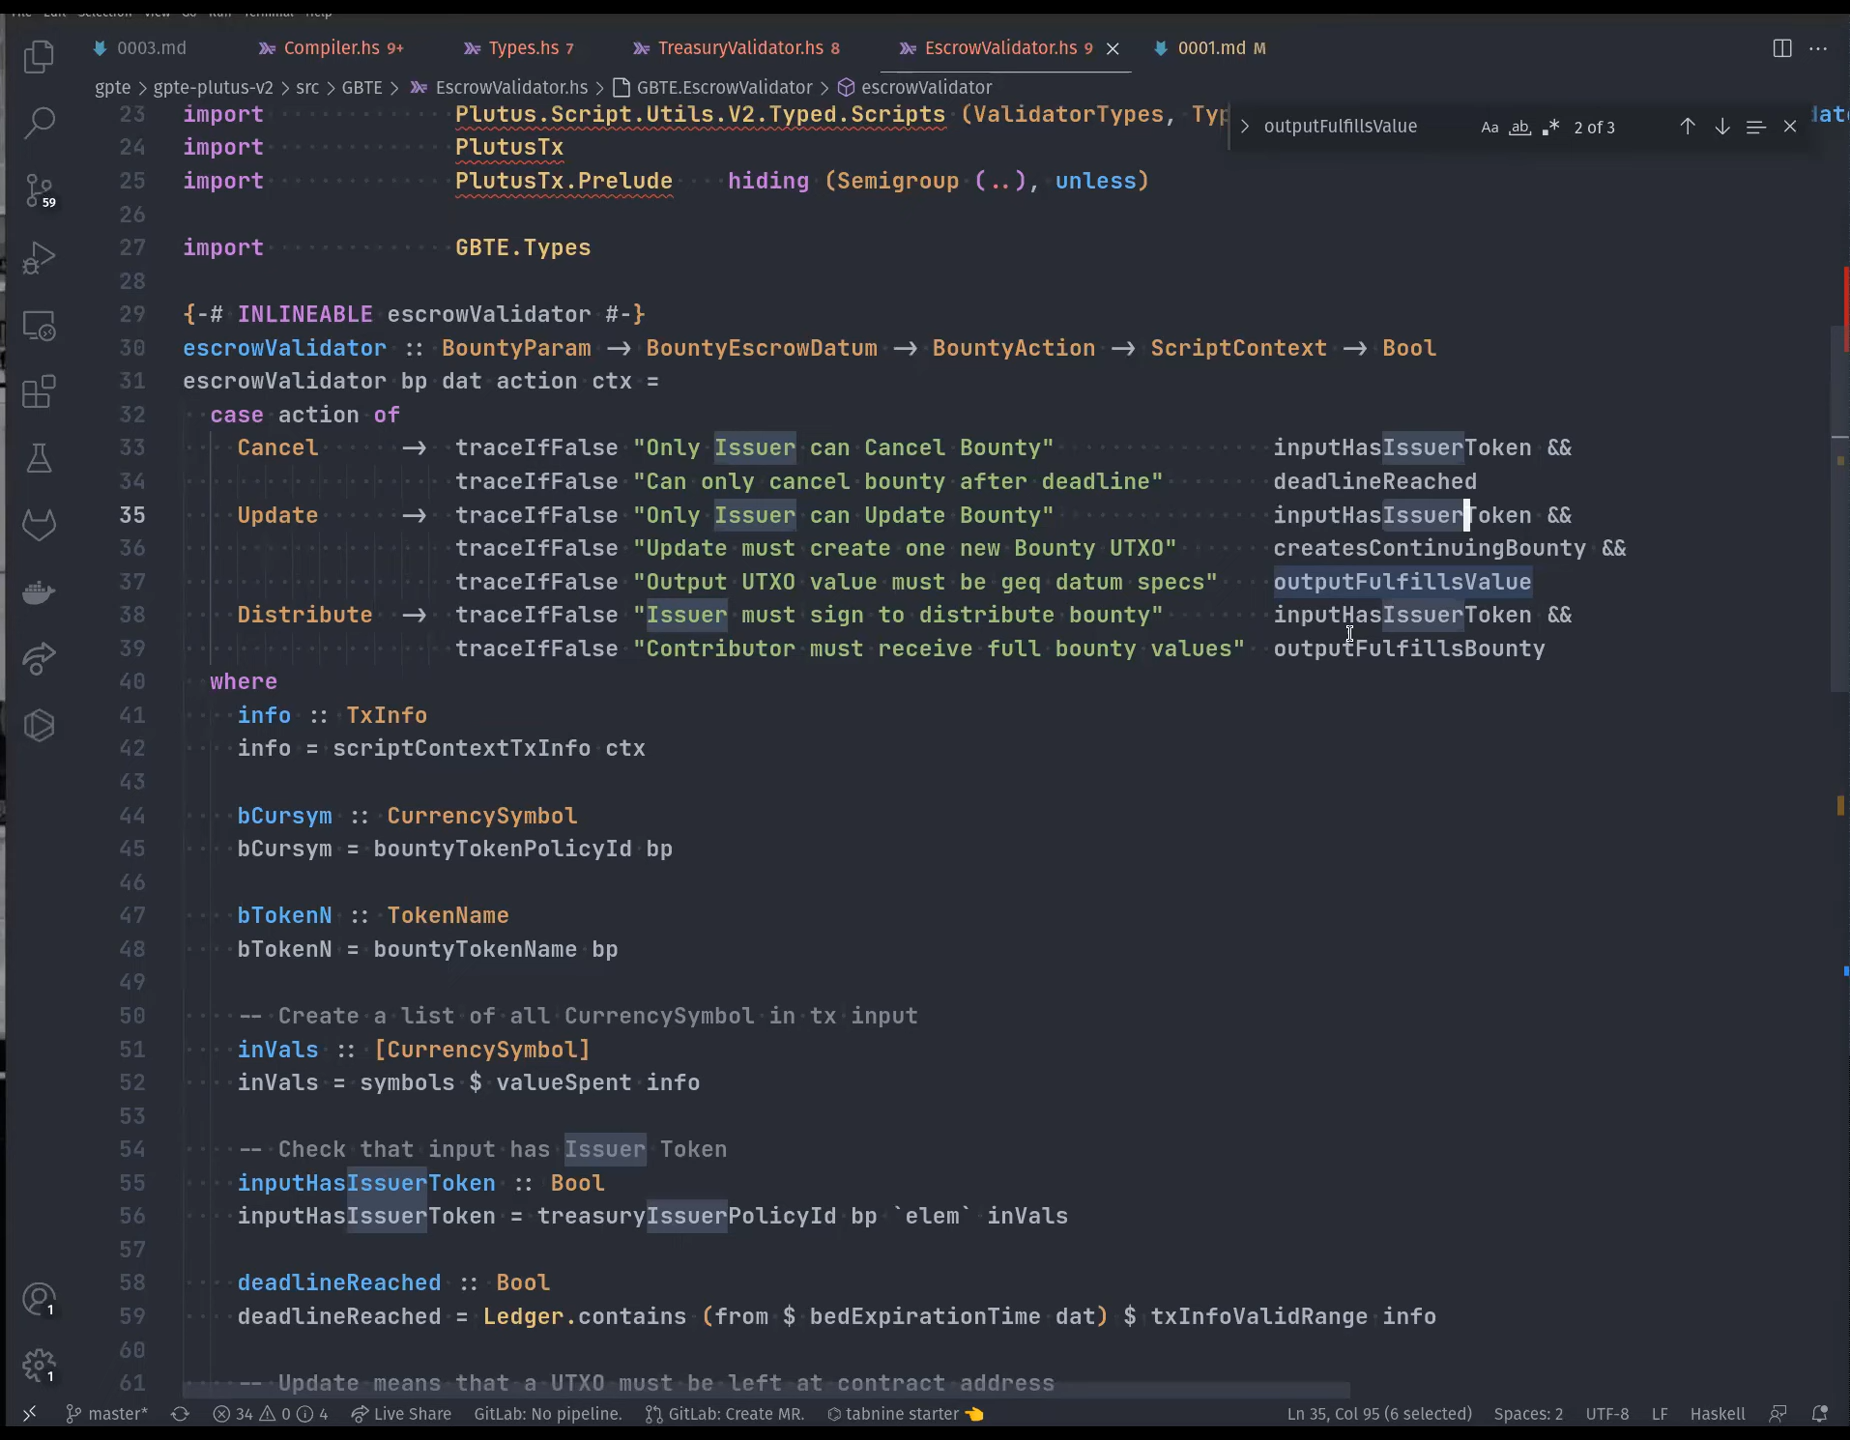 0003.md
Compiler.hs 9+
Types.hs 7
TreasuryValidator.hs 8
EscrowValidator.hs 9
0001.md M
gpte > gpte-plutus-v2 > src > GBTE > EscrowValidator.hs > GBTE.EscrowValidator > escrowValidator
outputFulfillsValue Aa ab 2 of 3
23 import Plutus.Script.Utils.V2.Typed.Scripts (ValidatorTypes,
24 import PlutusTx
25 import PlutusTx.Prelude hiding (Semigroup (..), unless)
26
27 import GBTE.Types
28
29 {-# INLINEABLE escrowValidator #-}
30 escrowValidator :: BountyParam -> BountyEscrowDatum -> BountyAction -> ScriptContext -> Bool
31 escrowValidator bp dat action ctx =
32 case action of
33 Cancel -> traceIfFalse "Only Issuer can Cancel Bounty" inputHasIssuerToken &&
34 traceIfFalse "Can only cancel bounty after deadline" deadlineReached
35 Update -> traceIfFalse "Only Issuer can Update Bounty" inputHasIssuerToken &&
36 traceIfFalse "Update must create one new Bounty UTXO" createsContinuingBounty &&
37 traceIfFalse "Output UTXO value must be geq datum specs" outputFulfillsValue
38 Distribute -> traceIfFalse "Issuer must sign to distribute bounty" inputHasIssuerToken &&
39 traceIfFalse "Contributor must receive full bounty values" outputFulfillsBounty
40 where
41 info :: TxInfo
42 info = scriptContextTxInfo ctx
43
44 bCursym :: CurrencySymbol
45 bCursym = bountyTokenPolicyId bp
46
47 bTokenN :: TokenName
48 bTokenN = bountyTokenName bp
49
50 -- Create a list of all CurrencySymbol in tx input
51 inVals :: [CurrencySymbol]
52 inVals = symbols $ valueSpent info
53
54 -- Check that input has Issuer Token
55 inputHasIssuerToken :: Bool
56 inputHasIssuerToken = treasuryIssuerPolicyId bp `elem` inVals
57
58 deadlineReached :: Bool
59 deadlineReached = Ledger.contains (from $ bedExpirationTime dat) $ txInfoValidRange info
60
61 -- Update means that a UTXO must be left at contract address
59
1
1
master* 34 0 4 Live Share GitLab: No pipeline. GitLab: Create MR. tabnine starter 👈 Ln 35, Col 95 (6 selected) Spaces: 2 UTF-8 LF Haskell